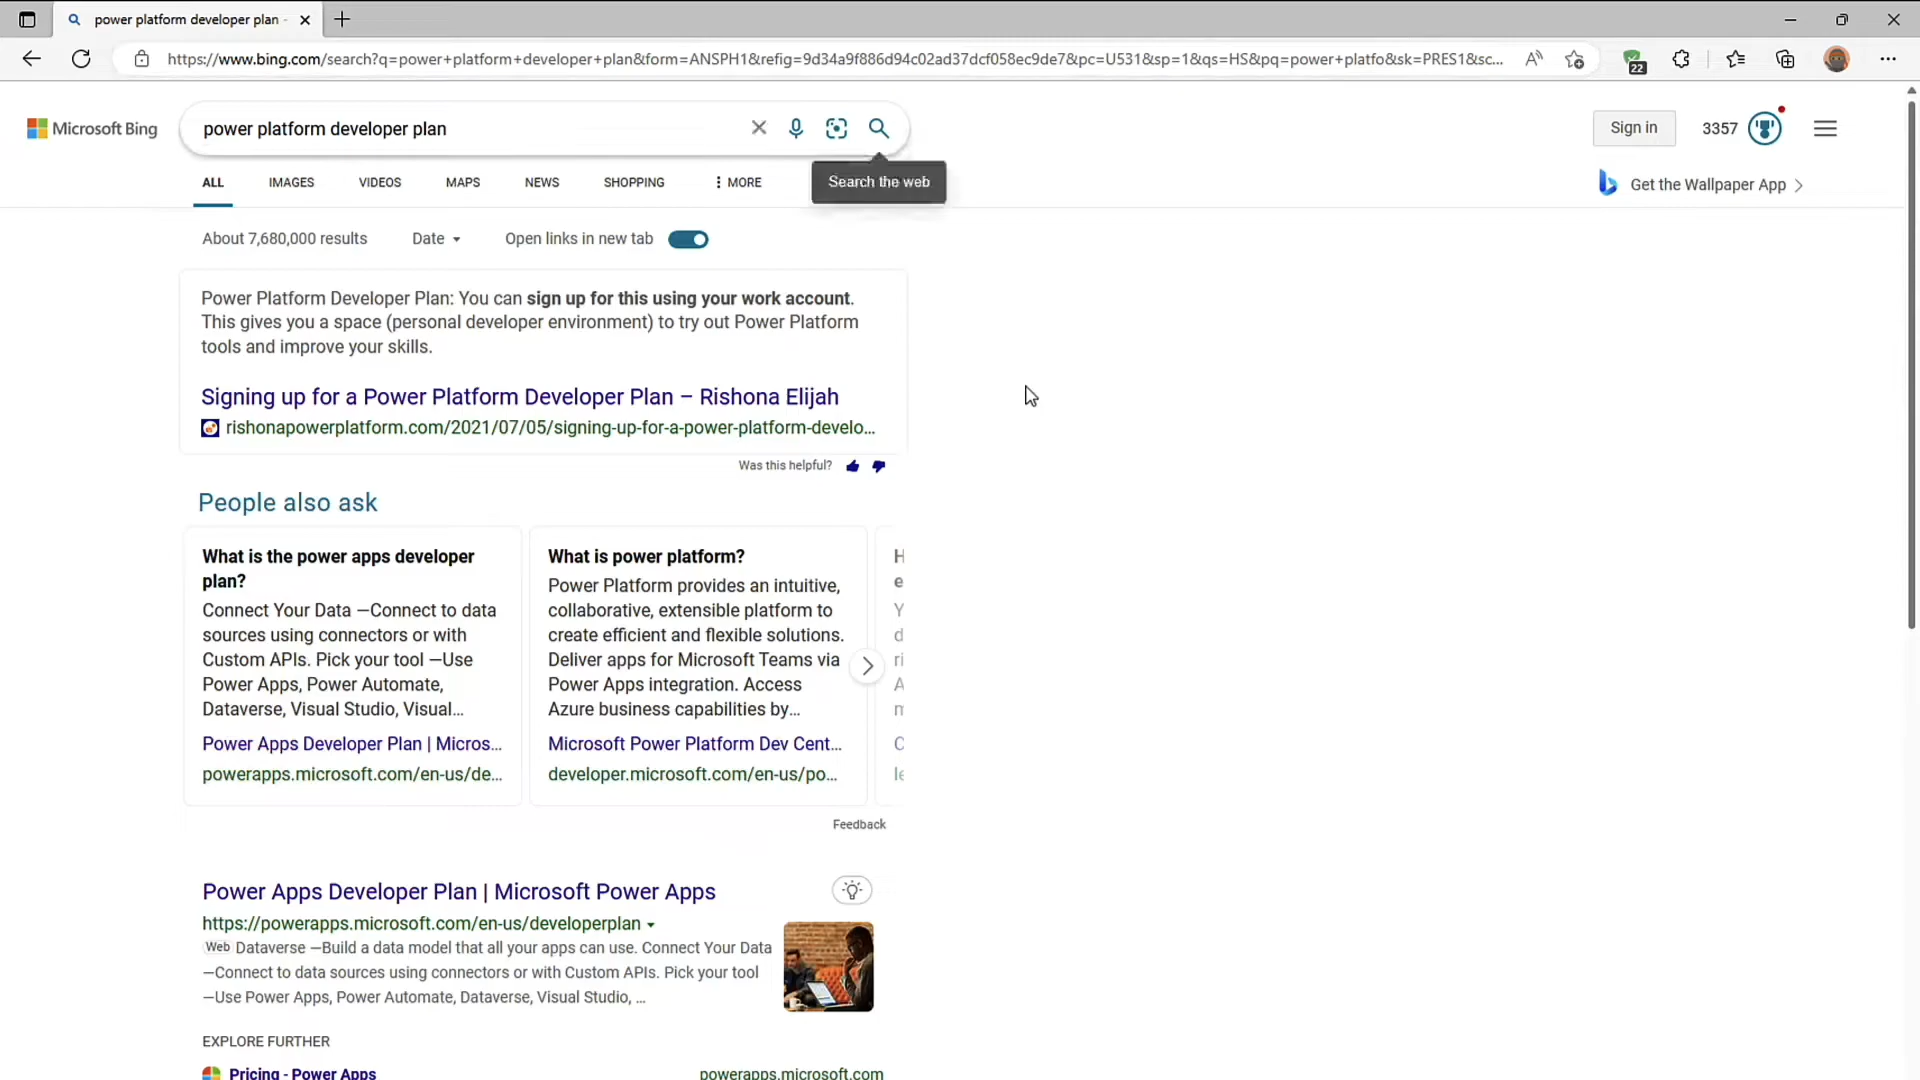 power platform developer plan -
https://www.bing.com/search?q=power+platform+developer+plan&form=ANSPH1&refig=9d34a9f886d94c02ad37dcf058ec9de7&pc=U531&sp=1&qs=HS&pq=power+platfo&sk=PRES1&sc...
22
Microsoft Bing
power platform developer plan
Sign in
3357
Search the web
ALL
IMAGES
VIDEOS
MAPS
NEWS
SHOPPING
MORE
Get the Wallpaper App
About 7,680,000 results
Date
Open links in new tab
Power Platform Developer Plan: You can sign up for this using your work account.
This gives you a space (personal developer environment) to try out Power Platform
tools and improve your skills.
Signing up for a Power Platform Developer Plan – Rishona Elijah
rishonapowerplatform.com/2021/07/05/signing-up-for-a-power-platform-develo...
Was this helpful?
People also ask
What is the power apps developer
plan?
Connect Your Data —Connect to data
sources using connectors or with
Custom APIs. Pick your tool —Use
Power Apps, Power Automate,
Dataverse, Visual Studio, Visual...
Power Apps Developer Plan | Micros...
powerapps.microsoft.com/en-us/de...
What is power platform?
Power Platform provides an intuitive,
collaborative, extensible platform to
create efficient and flexible solutions.
Deliver apps for Microsoft Teams via
Power Apps integration. Access
Azure business capabilities by...
Microsoft Power Platform Dev Cent...
developer.microsoft.com/en-us/po...
Feedback
Power Apps Developer Plan | Microsoft Power Apps
https://powerapps.microsoft.com/en-us/developerplan
Web Dataverse —Build a data model that all your apps can use. Connect Your Data
—Connect to data sources using connectors or with Custom APIs. Pick your tool
—Use Power Apps, Power Automate, Dataverse, Visual Studio, ...
EXPLORE FURTHER
Pricing - Power Apps
powerapps.microsoft.com